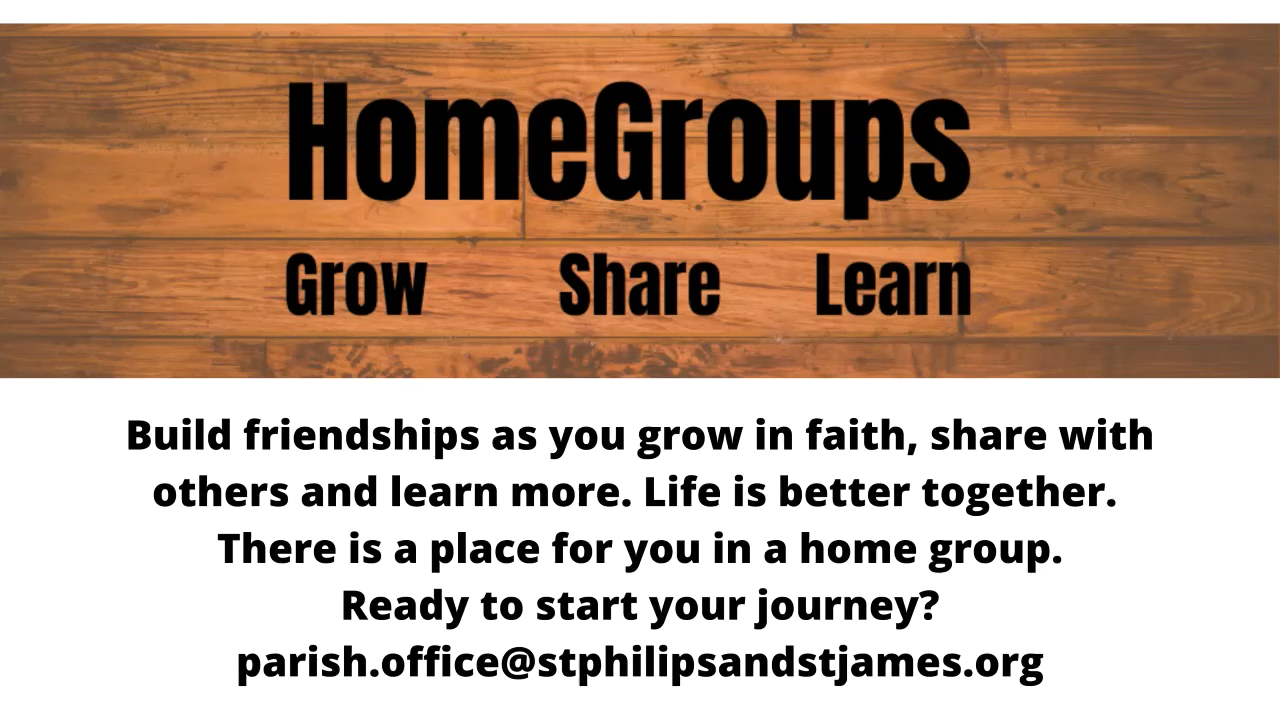 HomeGroups
Grow Share Learn
Build friendships as you grow in faith, share with
others and learn more. Life is better together.
There is a place for you in a home group.
Ready to start your journey?
parish.office@stphilipsandstjames.org